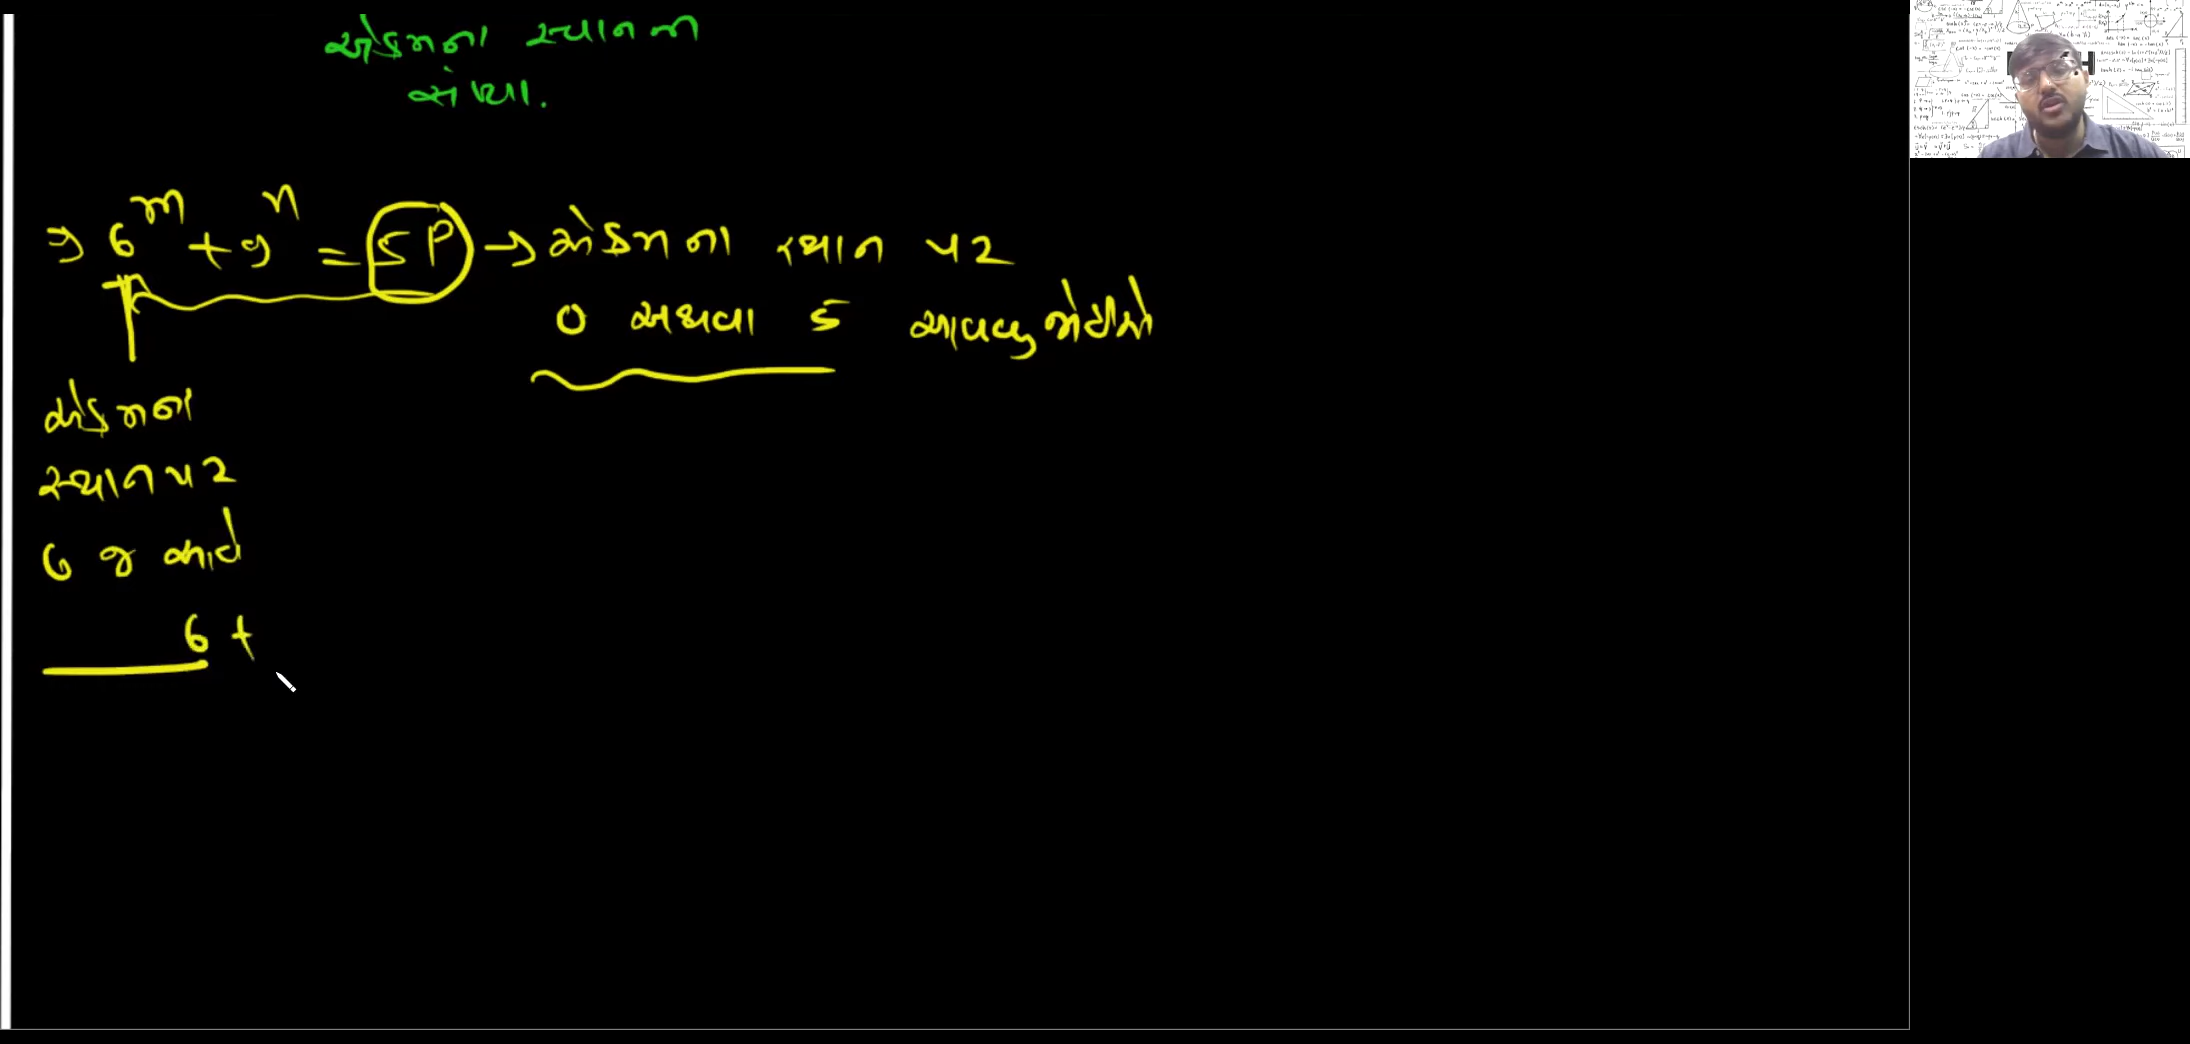 એકમના સ્થાનની
સંખ્યા.
⇒ 6^m + 9^n = 5P → એકમના સ્થાન પર
0 અથવા 5 આવવુ જોઈએ
એકમના
સ્થાન પર
6 જ આવે
6 +